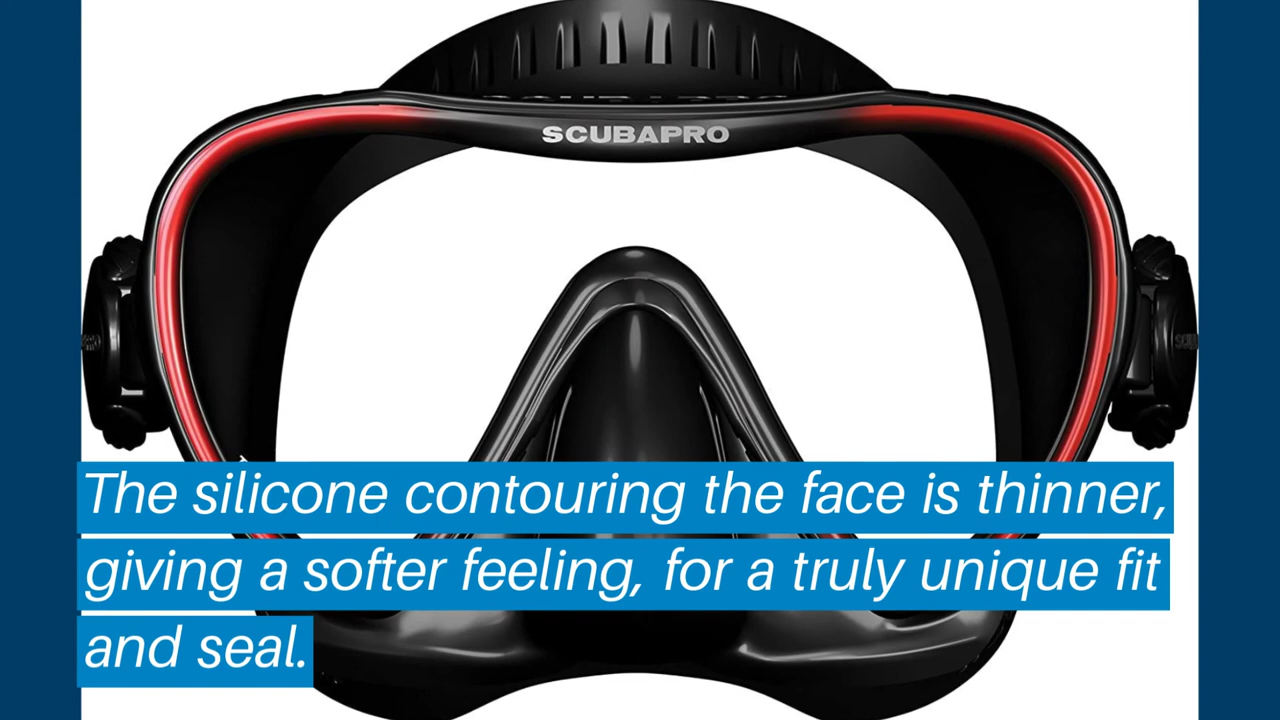 SCUBAPRO
The silicone contouring the face is thinner,
giving a softer feeling, for a truly unique fit
and seal.